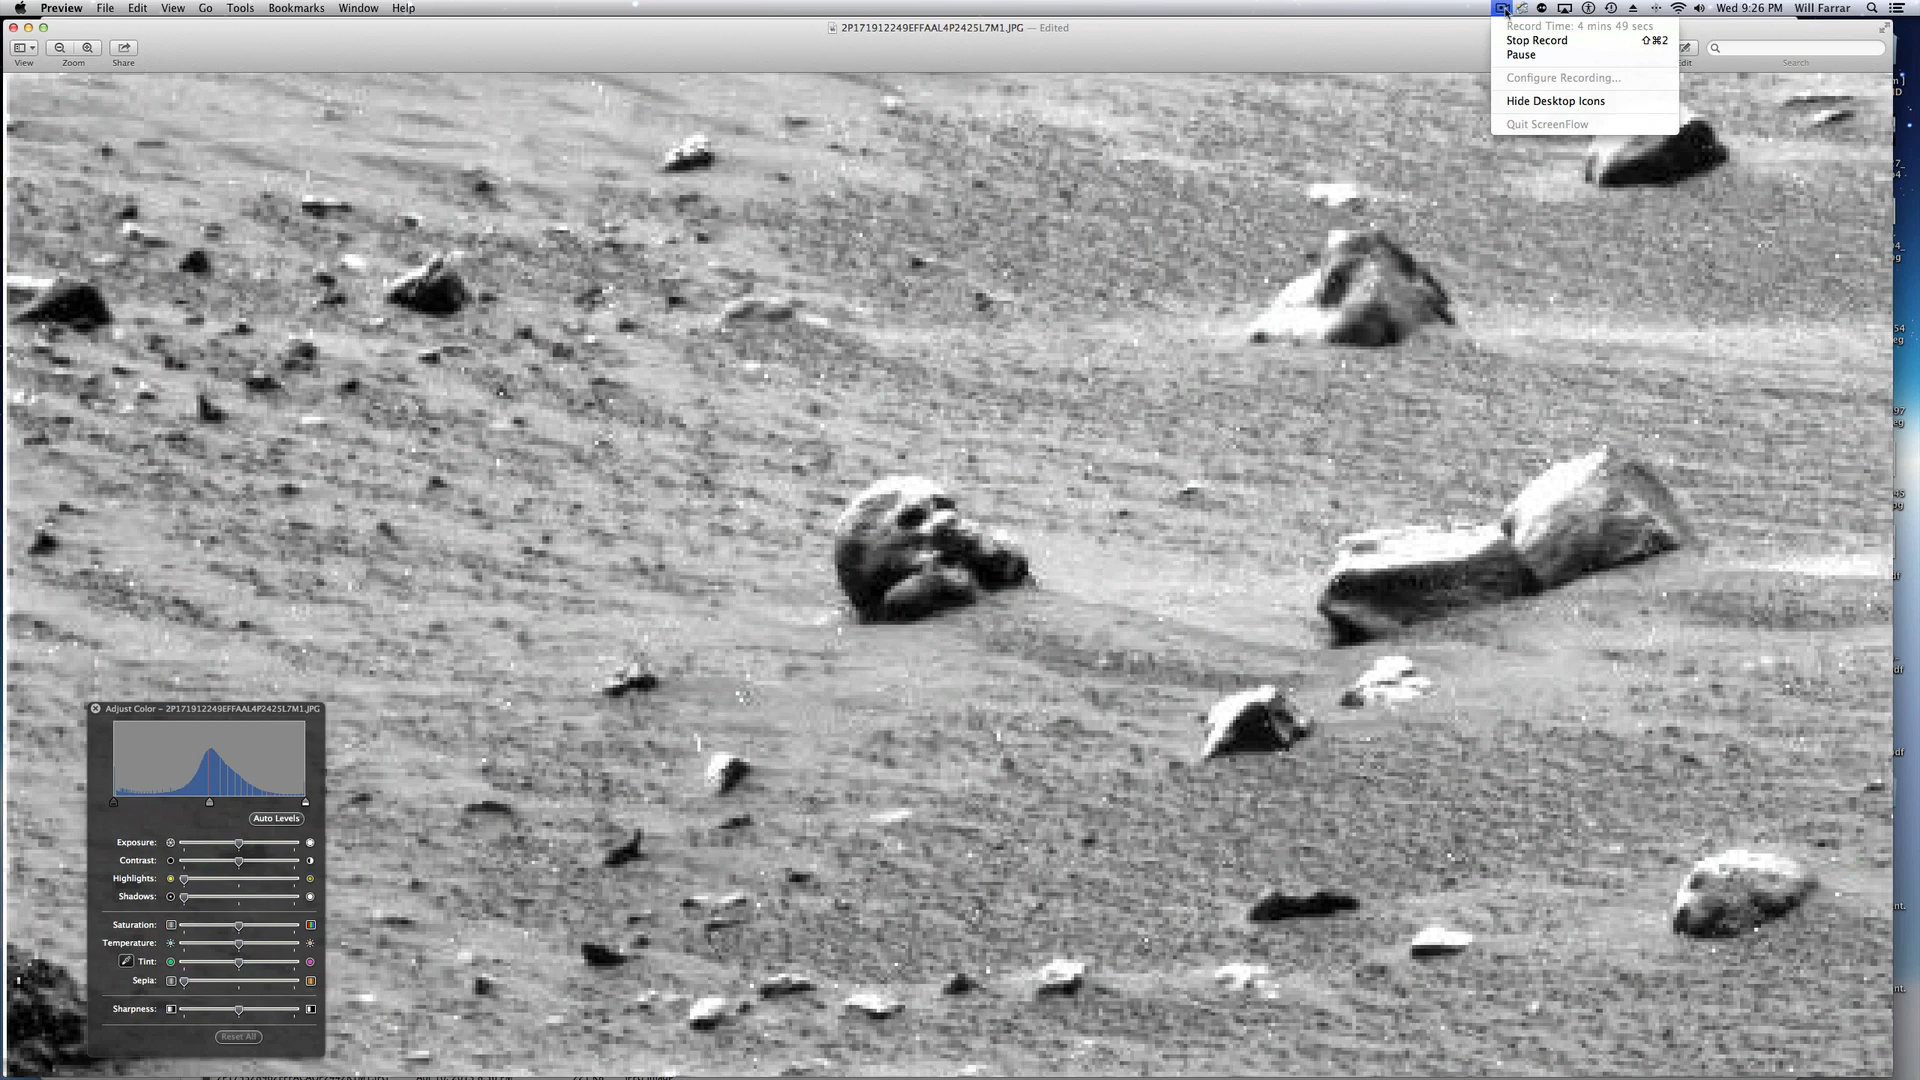 Preview File Edit View Go Tools Bookmarks Window Help
Wed 9:26 PM Will Farrar
2P171912249EFFAAL4P2425L7M1.JPG — Edited
View Zoom Share
Search
Record Time: 4 mins 49 secs
Stop Record ⇧⌘2
Pause
Configure Recording...
Hide Desktop Icons
Quit ScreenFlow
Adjust Color - 2P171912249EFFAAL4P2425L7M1.JPG
Auto Levels
Exposure:
Contrast:
Highlights:
Shadows:
Saturation:
Temperature:
Tint:
Sepia:
Sharpness:
Reset All